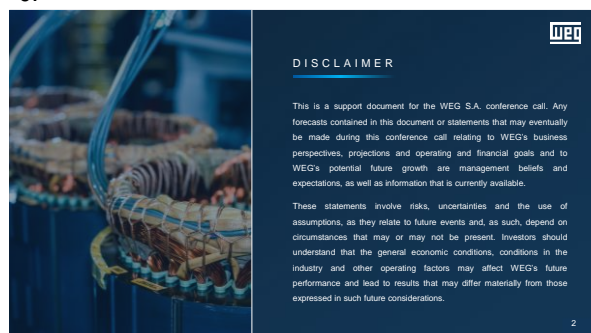 weg
DISCLAIMER
This is a support document for the WEG S.A. conference call. Any
forecasts contained in this document or statements that may eventually
be made during this conference call relating to WEG's business
perspectives, projections and operating and financial goals and to
WEG's potential future growth are management beliefs and
expectations, as well as information that is currently available.
These statements involve risks, uncertainties and the use of
assumptions, as they relate to future events and, as such, depend on
circumstances that may or may not be present. Investors should
understand that the general economic conditions, conditions in the
industry and other operating factors may affect WEG's future
performance and lead to results that may differ materially from those
expressed in such future considerations.
2